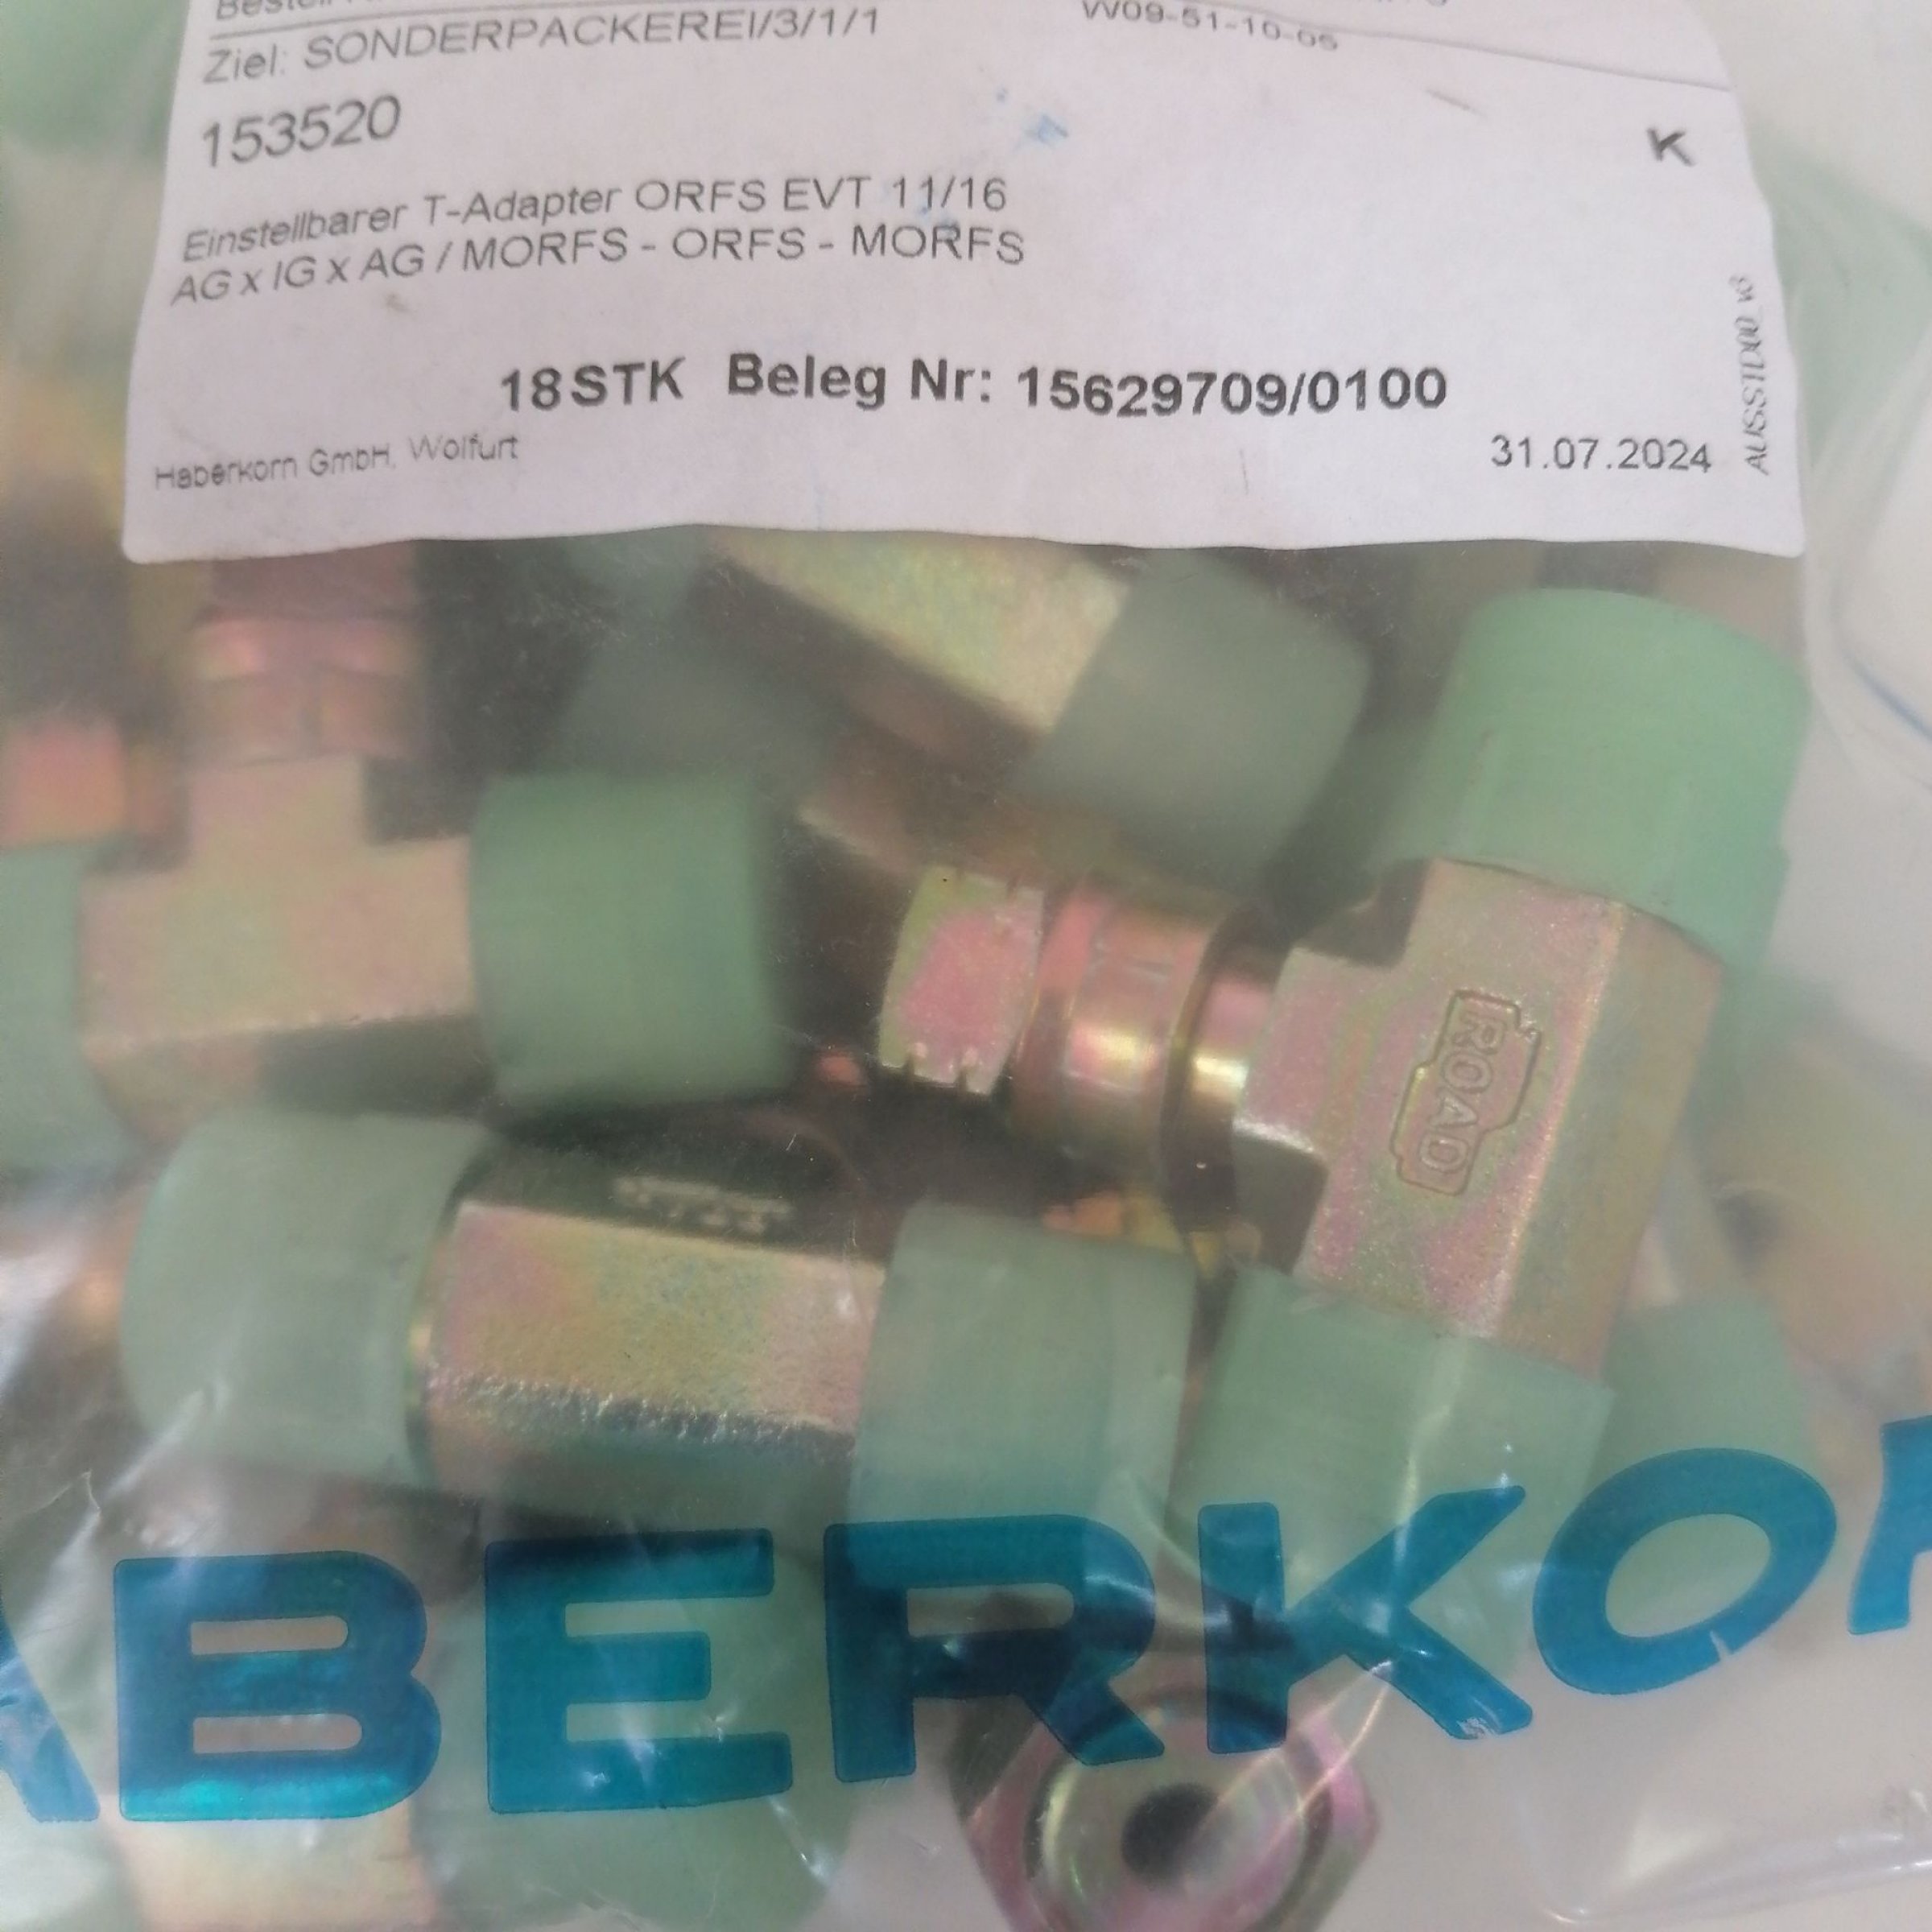 Ziel: SONDERPACKEREI/3/1/1
W09-51-10-05
153520
K
Einstellbarer T-Adapter ORFS EVT 11/16
AG x IG x AG / MORFS - ORFS - MORFS
18STK Beleg Nr: 15629709/0100
Haberkorn GmbH, Wolfurt
31.07.2024
ROAD
ABERKO